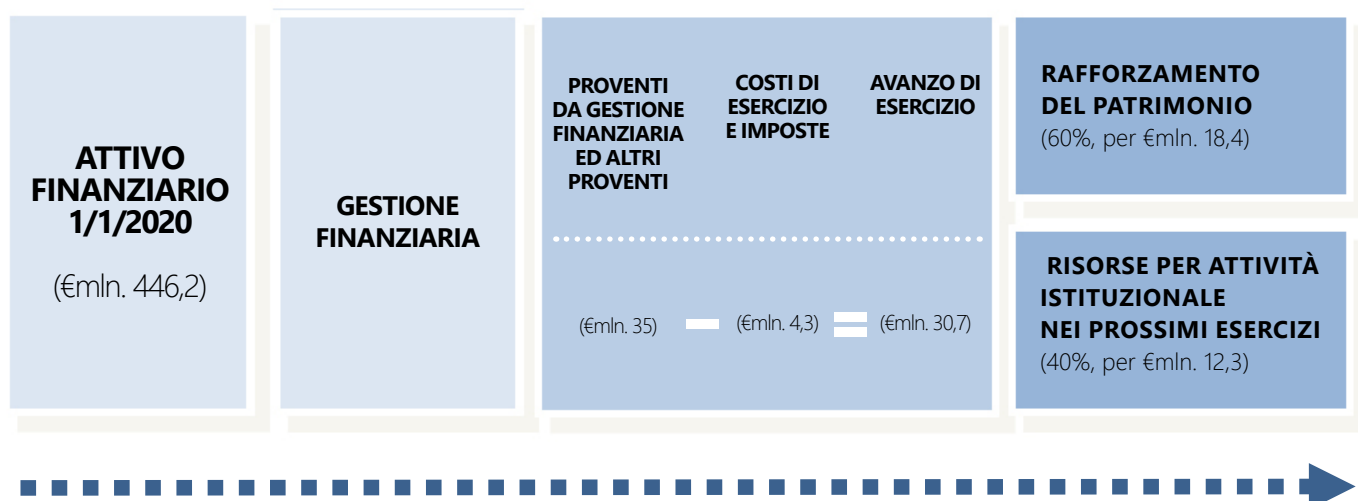 ATTIVO
FINANZIARIO
1/1/2020
(€mln. 446,2)
GESTIONE
FINANZIARIA
PROVENTI
DA GESTIONE
FINANZIARIA
ED ALTRI
PROVENTI
COSTI DI
ESERCIZIO
E IMPOSTE
AVANZO DI
ESERCIZIO
(€mln. 35)
(€mln. 4,3)
(€mln. 30,7)
RAFFORZAMENTO
DEL PATRIMONIO
(60%, per €mln. 18,4)
RISORSE PER ATTIVITÀ
ISTITUZIONALE
NEI PROSSIMI ESERCIZI
(40%, per €mln. 12,3)